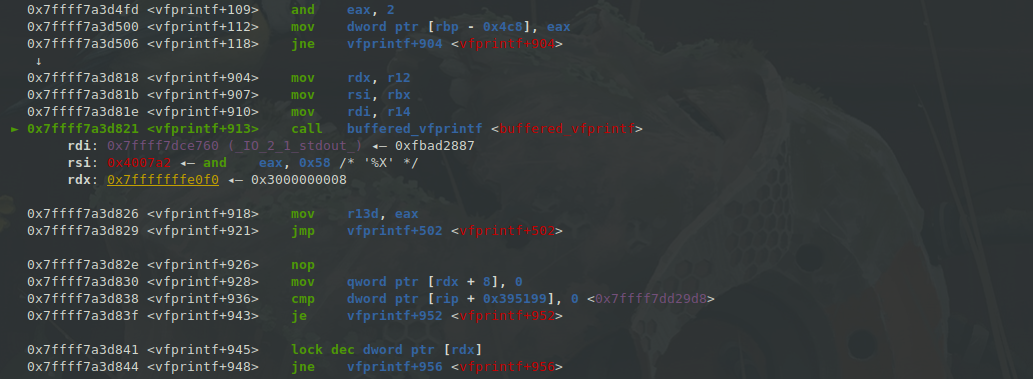 0x7ffff7a3d4fd <vfprintf+109> and eax, 2
0x7ffff7a3d500 <vfprintf+112> mov dword ptr [rbp - 0x4c8], eax
0x7ffff7a3d506 <vfprintf+118> jne vfprintf+904 <vfprintf+904>
↓
0x7ffff7a3d818 <vfprintf+904> mov rdx, r12
0x7ffff7a3d81b <vfprintf+907> mov rsi, rbx
0x7ffff7a3d81e <vfprintf+910> mov rdi, r14
► 0x7ffff7a3d821 <vfprintf+913> call buffered_vfprintf <buffered_vfprintf>
rdi: 0x7ffff7dce760 (_IO_2_1_stdout_) ◂— 0xfbad2887
rsi: 0x4007a2 ◂— and eax, 0x58 /* '%X' */
rdx: 0x7fffffffe0f0 ◂— 0x3000000008
0x7ffff7a3d826 <vfprintf+918> mov r13d, eax
0x7ffff7a3d829 <vfprintf+921> jmp vfprintf+502 <vfprintf+502>
0x7ffff7a3d82e <vfprintf+926> nop
0x7ffff7a3d830 <vfprintf+928> mov qword ptr [rdx + 8], 0
0x7ffff7a3d838 <vfprintf+936> cmp dword ptr [rip + 0x395199], 0 <0x7ffff7dd29d8>
0x7ffff7a3d83f <vfprintf+943> je vfprintf+952 <vfprintf+952>
0x7ffff7a3d841 <vfprintf+945> lock dec dword ptr [rdx]
0x7ffff7a3d844 <vfprintf+948> jne vfprintf+956 <vfprintf+956>